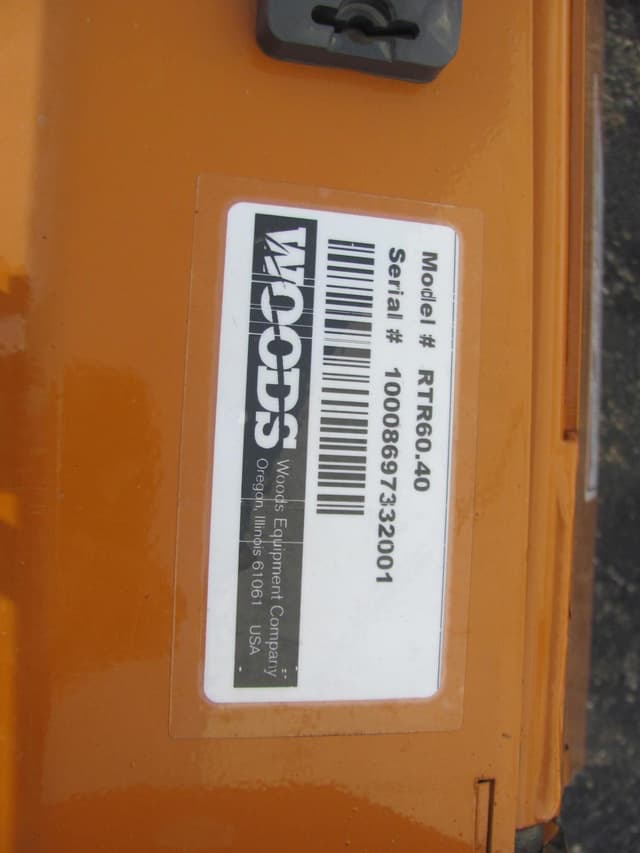 Model # RTR60.40
Serial # 10008697332001
WOODS
Woods Equipment Company
Oregon, Illinois 61061 USA